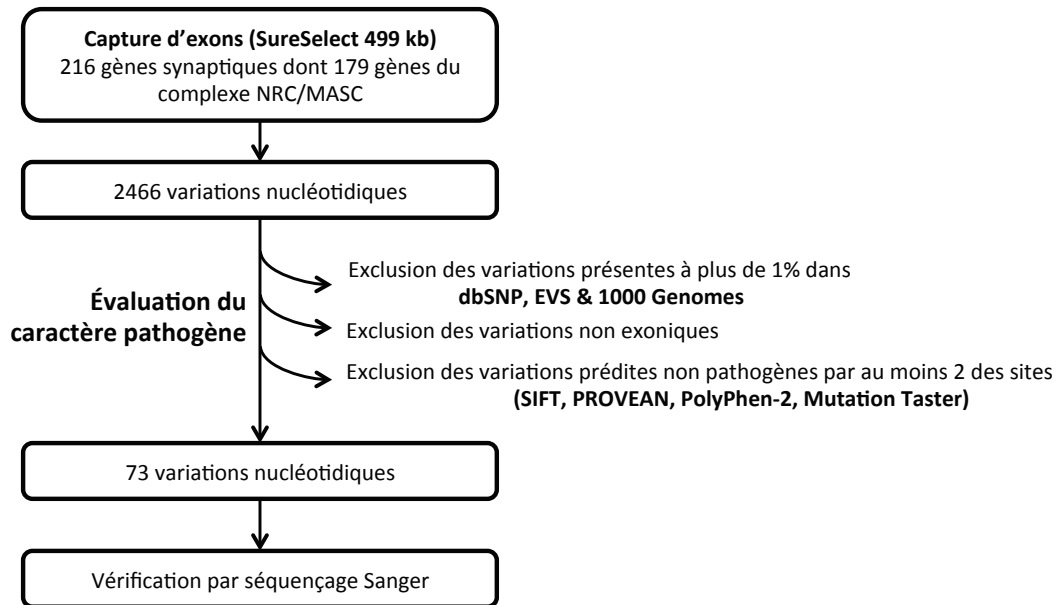 Capture d’exons (SureSelect 499 kb)
216 gènes synaptiques dont 179 gènes du
complexe NRC/MASC
2466 variations nucléotidiques
Évaluation du
caractère pathogène
Exclusion des variations présentes à plus de 1% dans
dbSNP, EVS & 1000 Genomes
Exclusion des variations non exoniques
Exclusion des variations prédites non pathogènes par au moins 2 des sites
(SIFT, PROVEAN, PolyPhen-2, Mutation Taster)
73 variations nucléotidiques
Vérification par séquençage Sanger